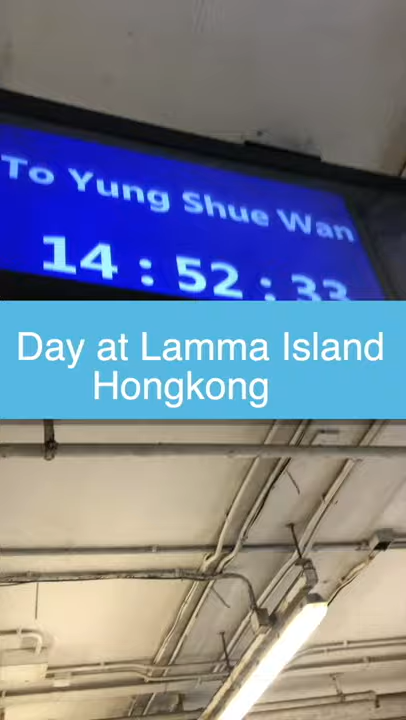 To Yung Shue Wan
14 : 52 : 33
Day at Lamma Island
Hongkong